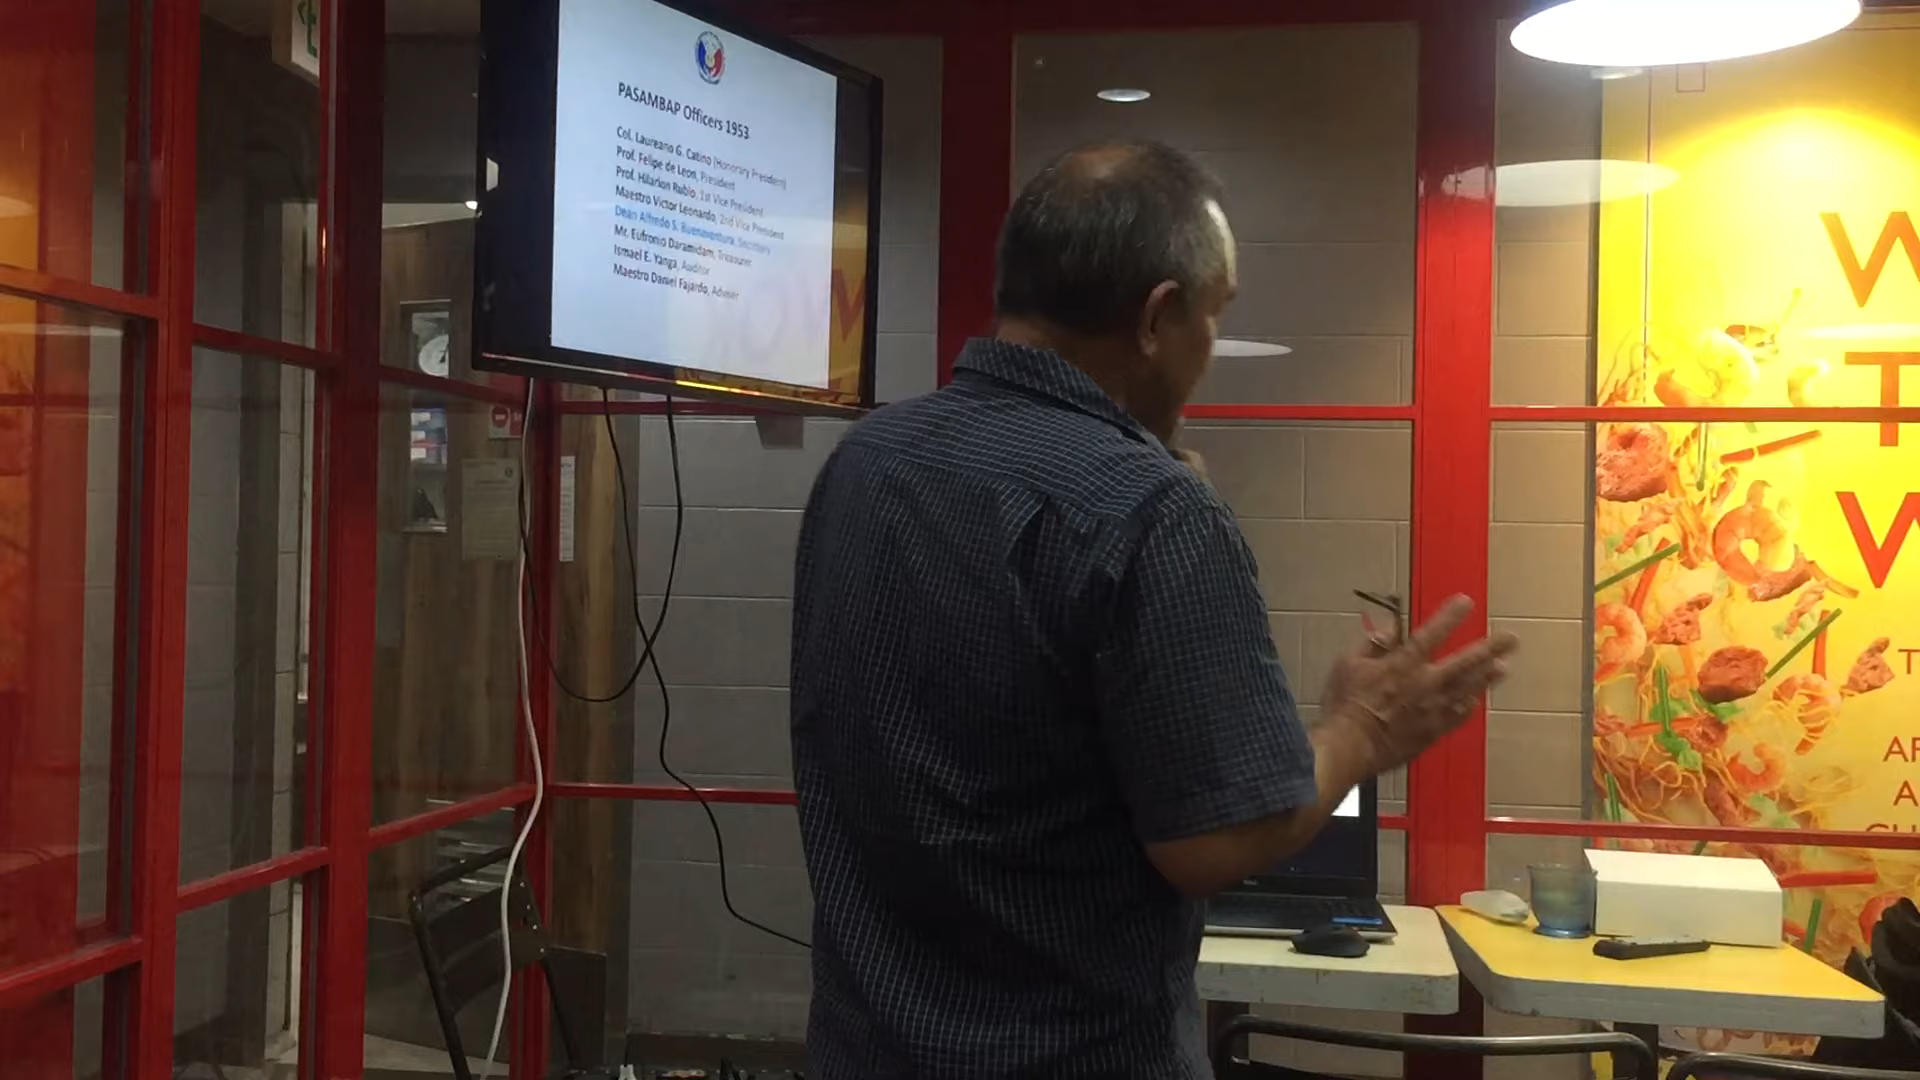 PASAMBAP Officers 1953
Col. Laureano G. Catino (Honorary President)
Prof. Felipe de Leon, President
Prof. Hilarion Rubio, 1st Vice President
Maestro Victor Leonardo, 2nd Vice President
Dean Alfredo S. Buenaventura, Secretary
Mr. Eufronio Daramidam, Treasurer
Ismael E. Yanga, Auditor
Maestro Daniel Fajardo, Adviser
W
T
W
T
AF
A